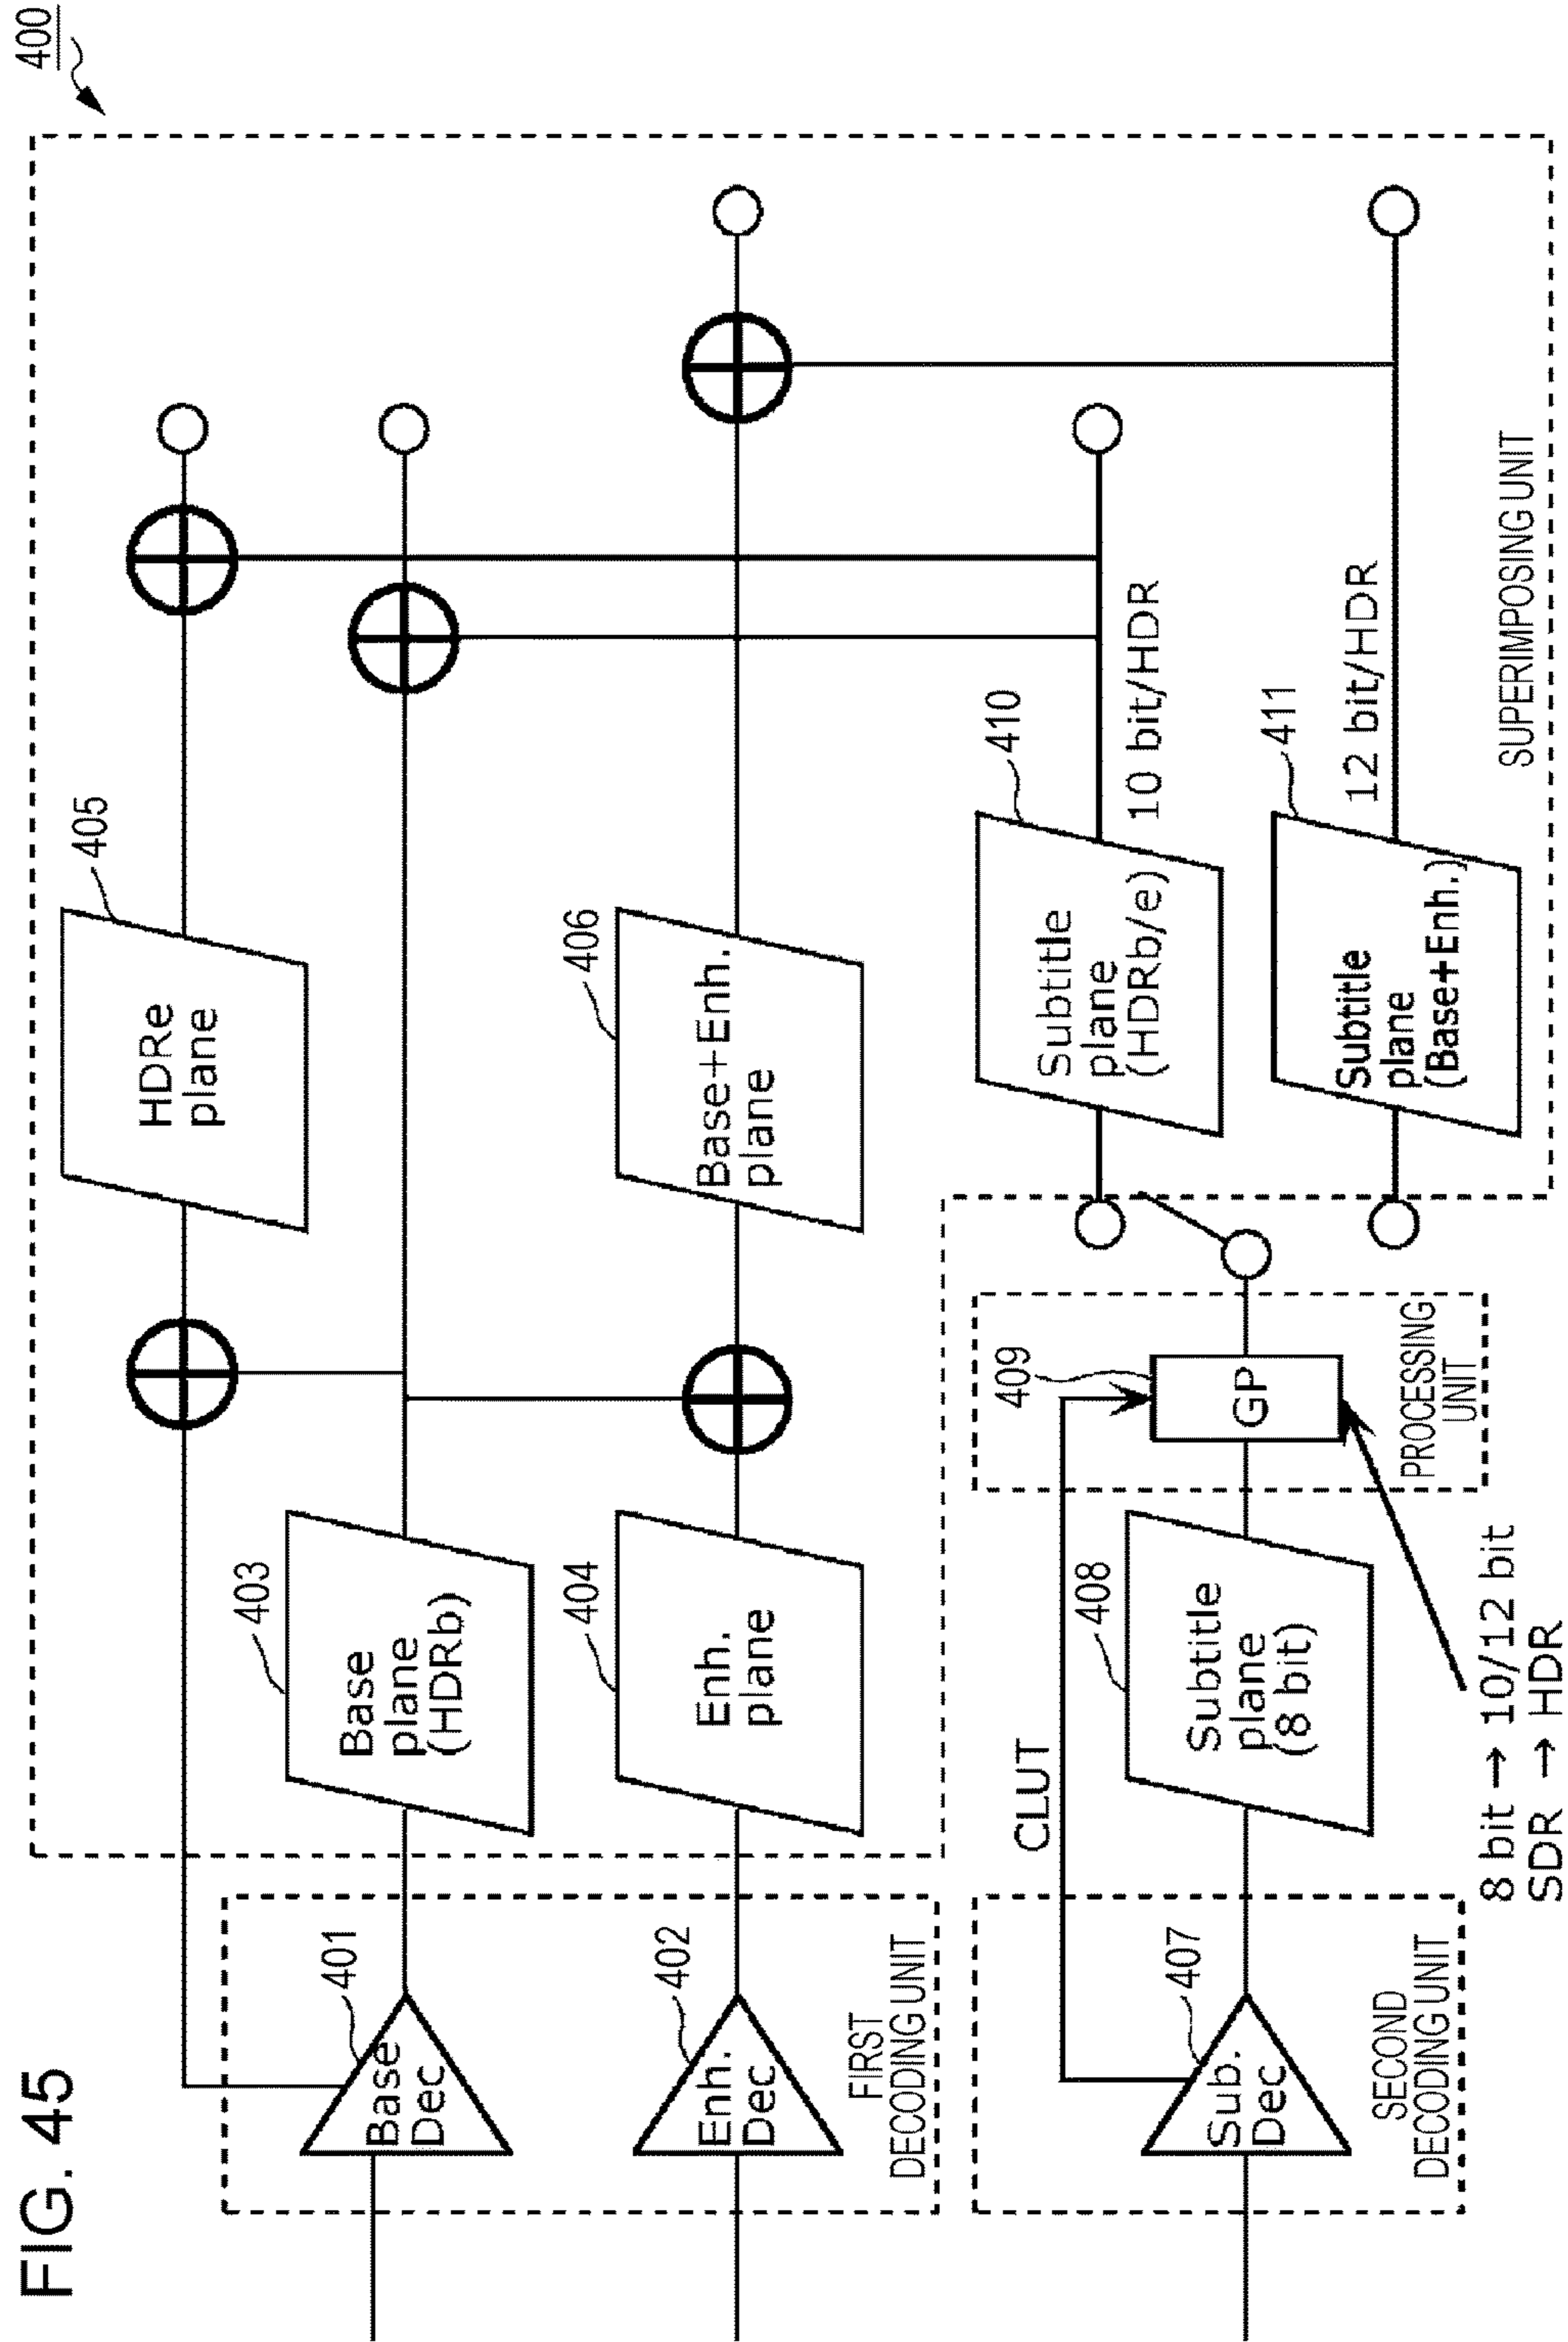 FIG. 45
400
405
HDRe
plane
401
Base
Dec
403
Base
plane
(HDRb)
402
Enh.
Dec
404
Enh.
plane
406
Base+Enh.
plane
FIRST
DECODING UNIT
CLUT
409
410
Subtitle
plane
(HDRb/e)
10 bit/HDR
407
Sub.
Dec
408
Subtitle
plane
(8 bit)
GP
411
Subtitle
plane
(Base+Enh.)
12 bit/HDR
SECOND
DECODING UNIT
PROCESSING
UNIT
8 bit → 10/12 bit
SDR → HDR
SUPERIMPOSING UNIT